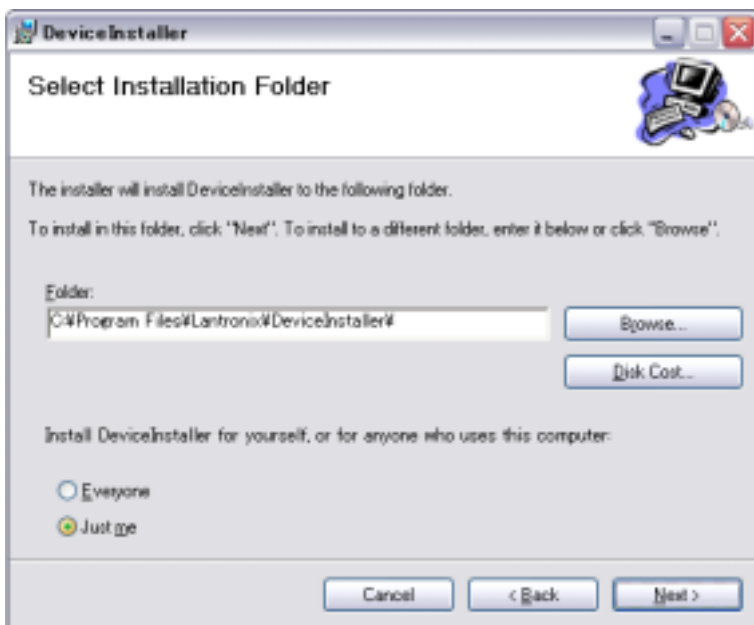 DeviceInstaller
Select Installation Folder
The installer will install DeviceInstaller to the following folder.
To install in this folder, click "Next". To install to a different folder, enter it below or click "Browse".
Folder:
C:¥Program Files¥Lantronix¥DeviceInstaller¥
Browse...
Disk Cost...
Install DeviceInstaller for yourself, or for anyone who uses this computer:
Everyone
Just me
Cancel
< Back
Next >